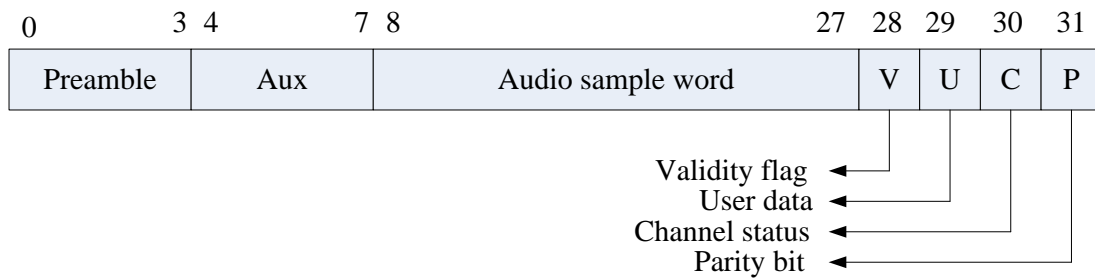 0 3 4 7 8 27 28 29 30 31
Preamble Aux Audio sample word V U C P
Validity flag
User data
Channel status
Parity bit